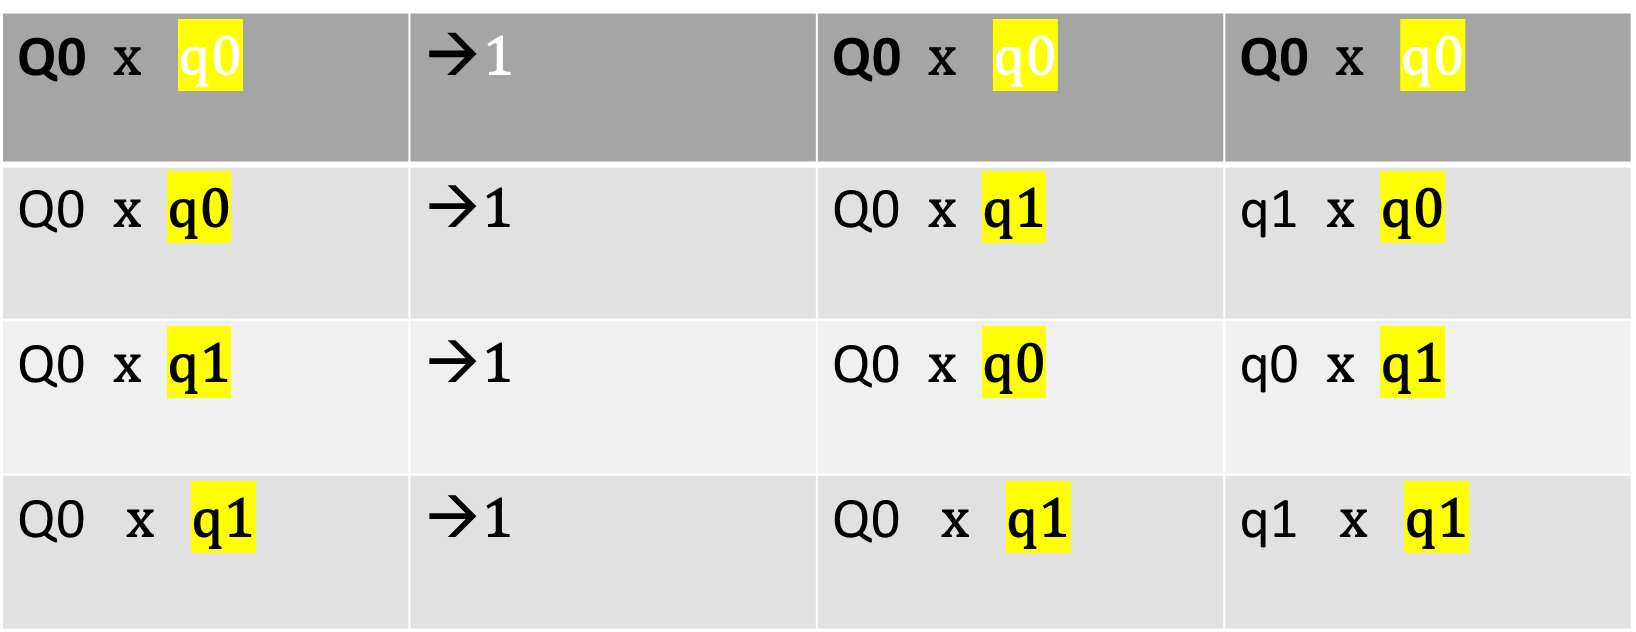 Q0 x q0 →1 Q0 x q0 Q0 x q0
Q0 x q0 →1 Q0 x q1 q1 x q0
Q0 x q1 →1 Q0 x q0 q0 x q1
Q0 x q1 →1 Q0 x q1 q1 x q1